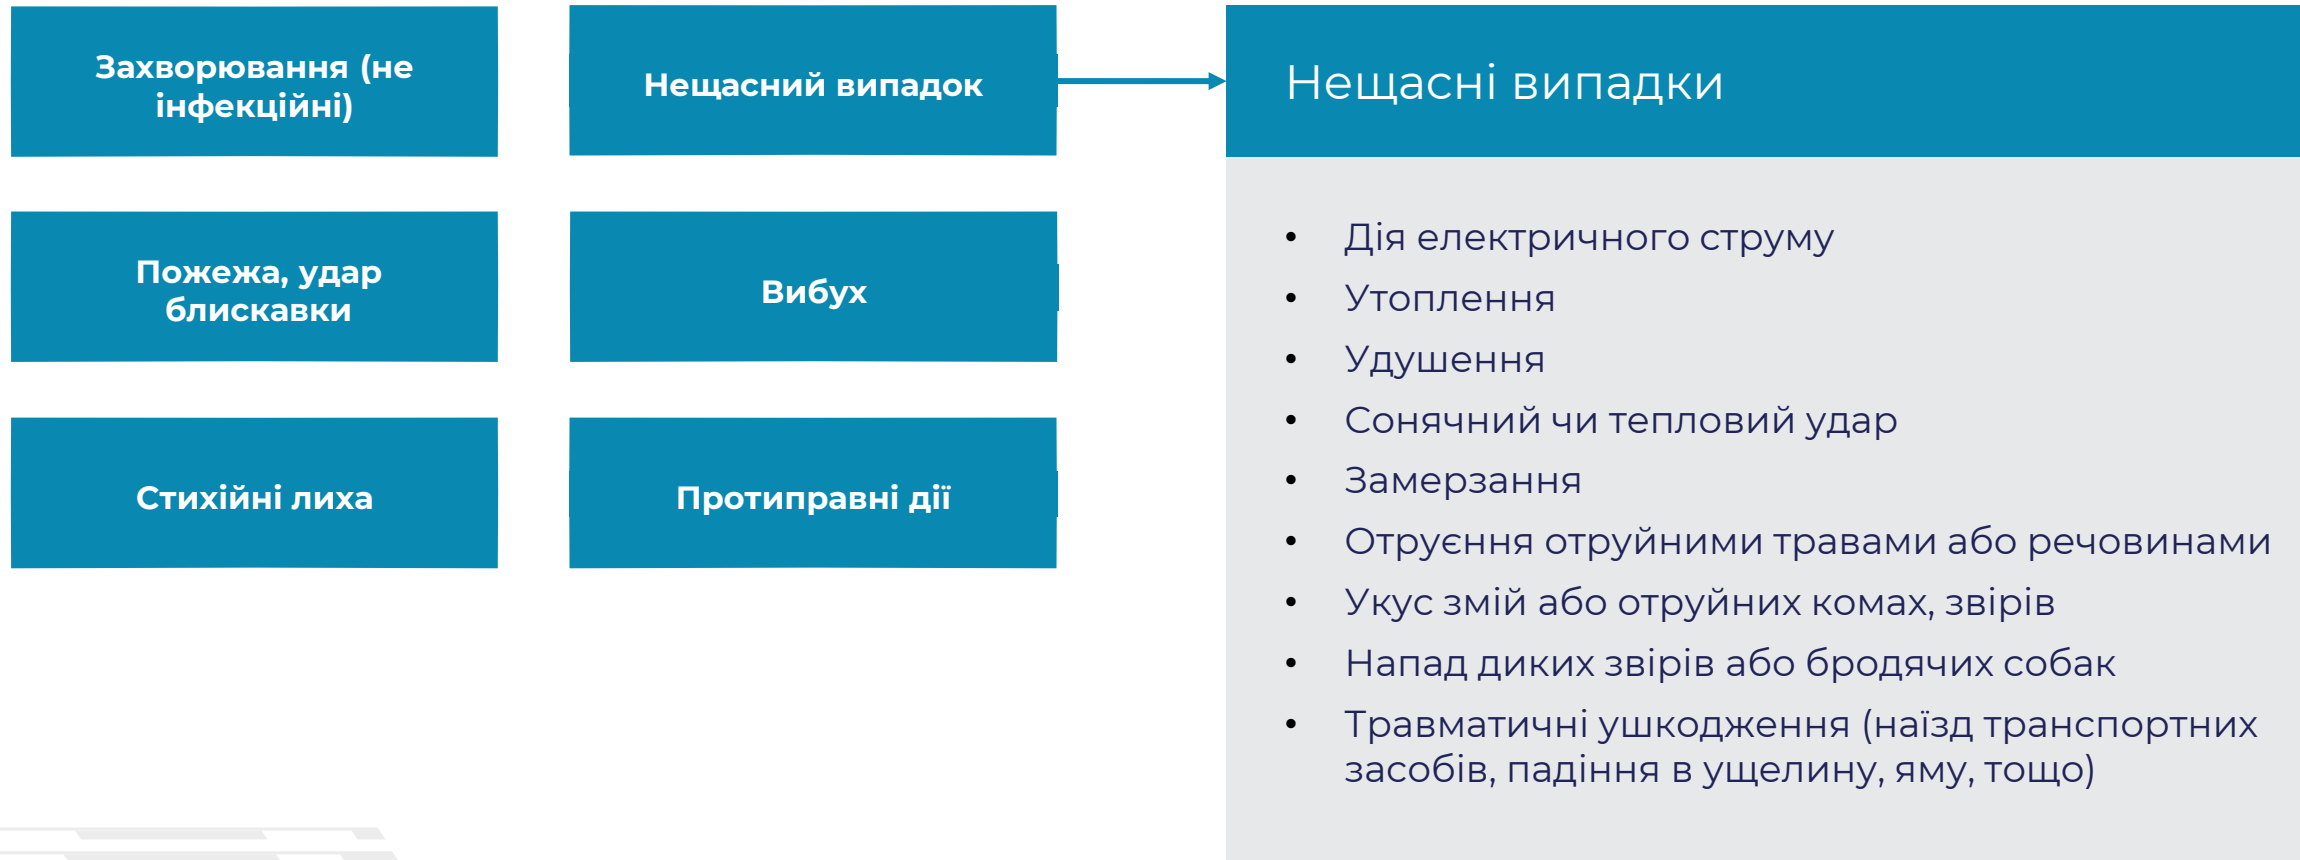 Захворювання (не
інфекційні)
Нещасний випадок
Пожежа, удар
блискавки
Вибух
Стихійні лиха
Протиправні дії
Нещасні випадки
• Дія електричного струму
• Утоплення
• Удушення
• Сонячний чи тепловий удар
• Замерзання
• Отруєння отруйними травами або речовинами
• Укус змій або отруйних комах, звірів
• Напад диких звірів або бродячих собак
• Травматичні ушкодження (наїзд транспортних
засобів, падіння в ущелину, яму, тощо)